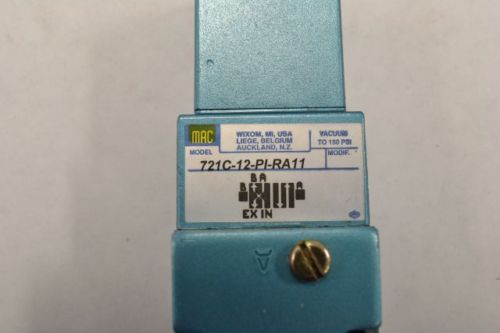 MAC
WIXOM, MI, USA
LIEGE, BELGIUM
AUCKLAND, N.Z.
VACUUM
TO 150 PSI
MODEL
MODIF.
721C-12-PI-RA11
B A
B A
EX IN
A